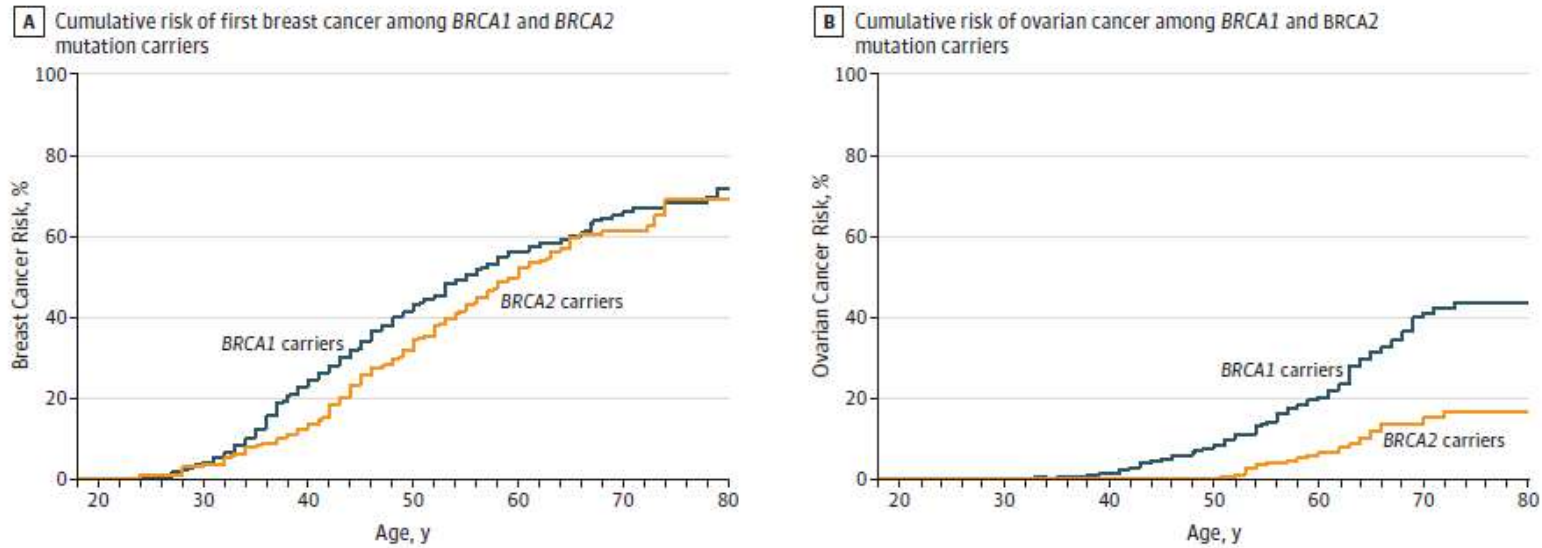 A Cumulative risk of first breast cancer among BRCA1 and BRCA2
mutation carriers
100
80
60
40
20
0
Breast Cancer Risk, %
BRCA1 carriers
BRCA2 carriers
20 30 40 50 60 70 80
Age, y
B Cumulative risk of ovarian cancer among BRCA1 and BRCA2
mutation carriers
100
80
60
40
20
0
Ovarian Cancer Risk, %
BRCA1 carriers
BRCA2 carriers
20 30 40 50 60 70 80
Age, y